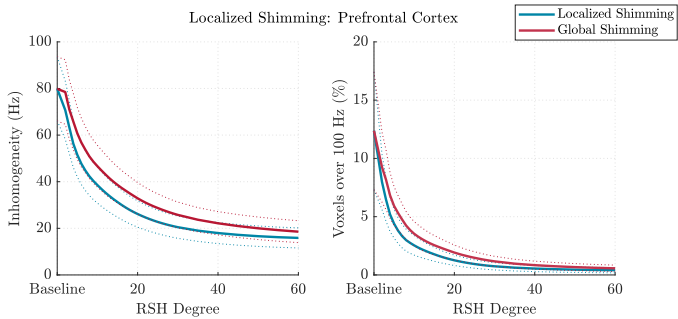 Localized Shimming: Prefrontal Cortex
Localized Shimming
Global Shimming
Inhomogeneity (Hz)
100
80
60
40
20
0
Baseline 20 40 60
RSH Degree
Voxels over 100 Hz (%)
20
15
10
5
0
Baseline 20 40 60
RSH Degree